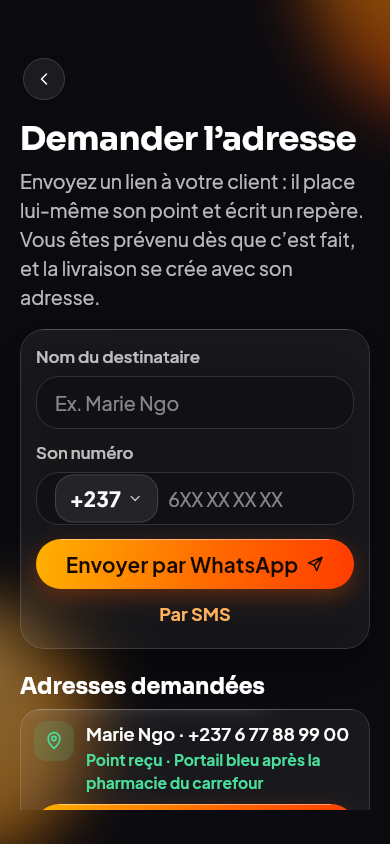 Demander l’adresse
Envoyez un lien à votre client : il place
lui-même son point et écrit un repère.
Vous êtes prévenu dès que c’est fait,
et la livraison se crée avec son
adresse.
Nom du destinataire
Ex. Marie Ngo
Son numéro
+237 6XX XX XX XX
Envoyer par WhatsApp
Par SMS
Adresses demandées
Marie Ngo · +237 6 77 88 99 00
Point reçu · Portail bleu après la
pharmacie du carrefour